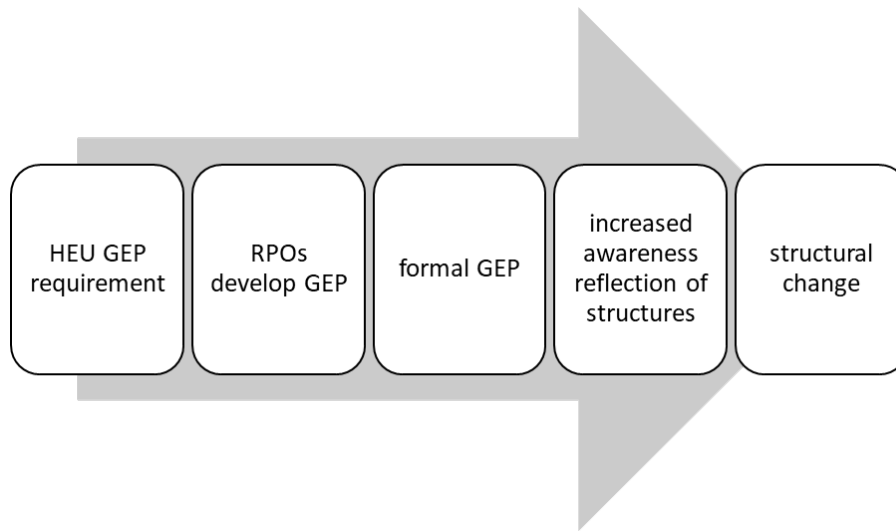 HEU GEP
requirement
RPOs
develop GEP
formal GEP
increased
awareness
reflection of
structures
structural
change